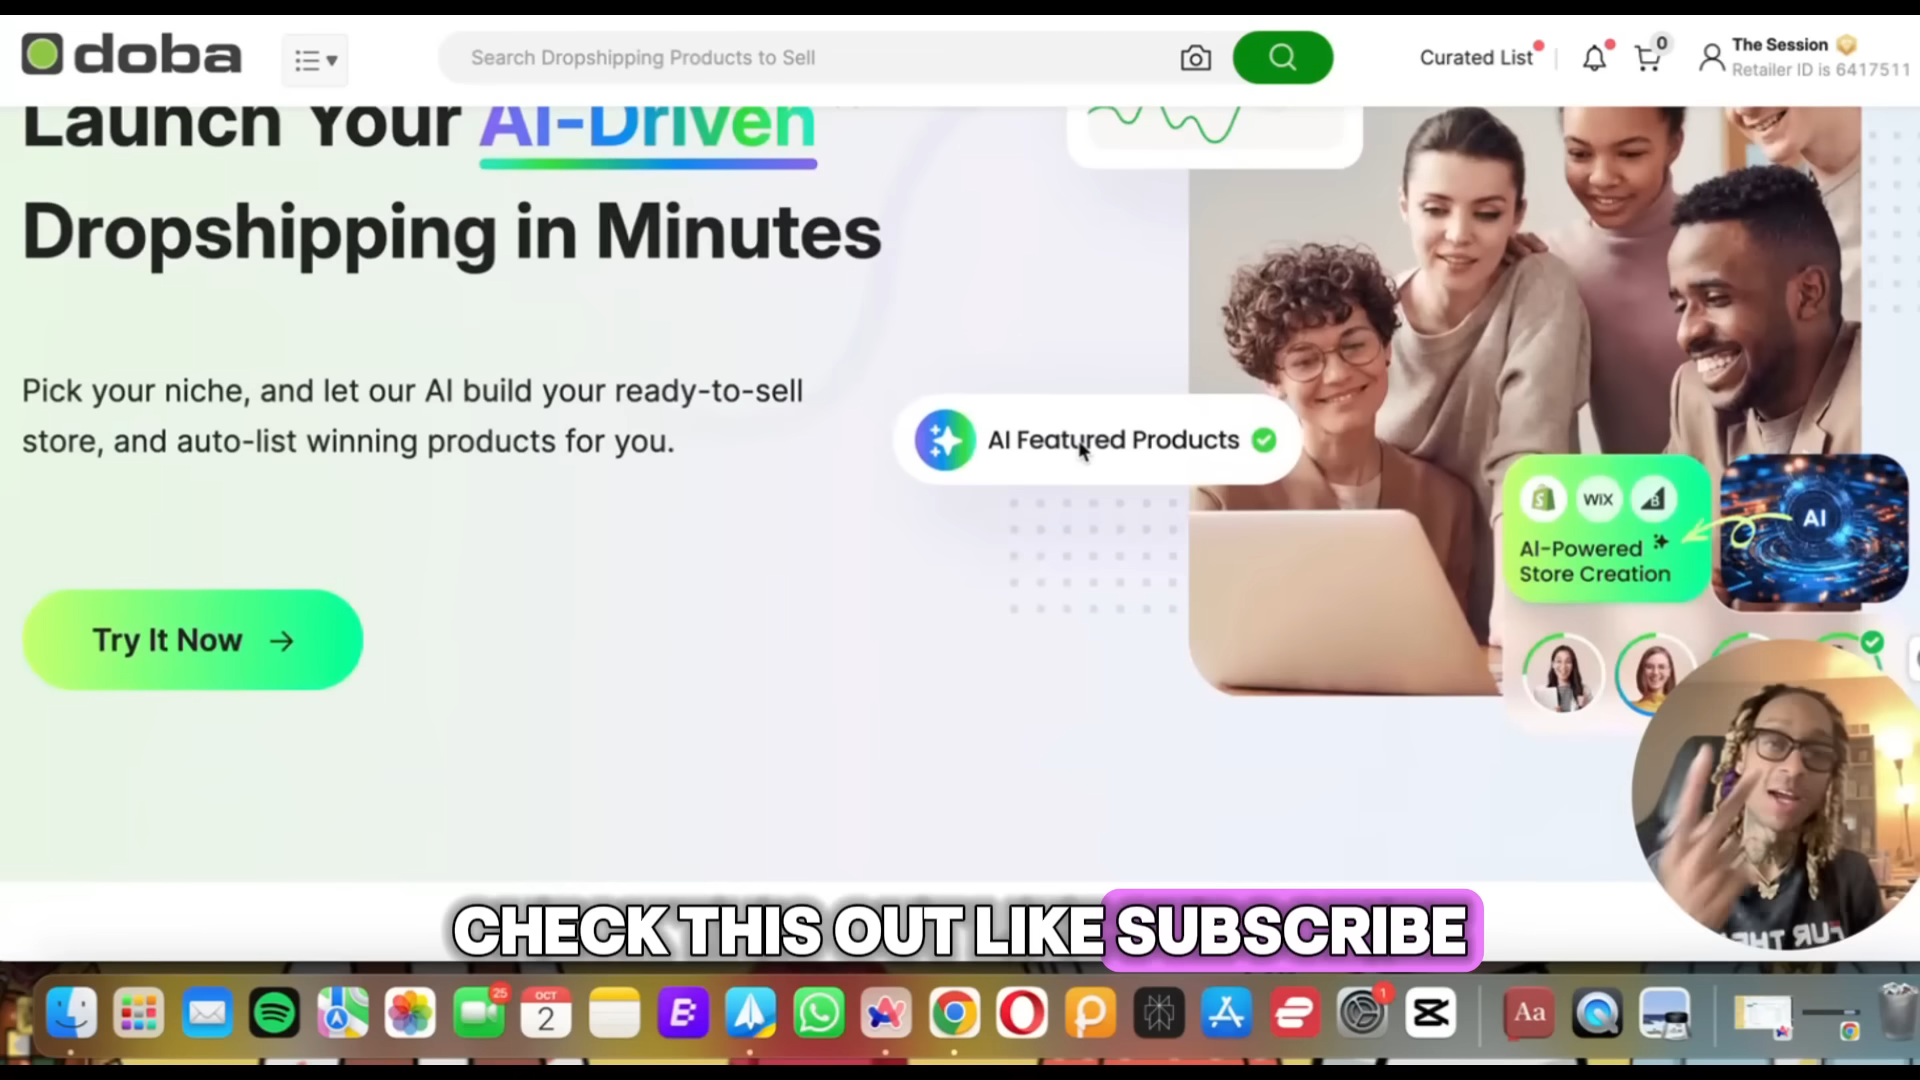 doba
Search Dropshipping Products to Sell
Curated List
0
The Session
Retailer ID is 6417511
Launch Your AI-Driven
Dropshipping in Minutes
Pick your niche, and let our AI build your ready-to-sell
store, and auto-list winning products for you.
AI Featured Products
WIX
B
AI
AI-Powered
Store Creation
Try It Now →
CHECK THIS OUT LIKE SUBSCRIBE
25
OCT
2
1
Aa